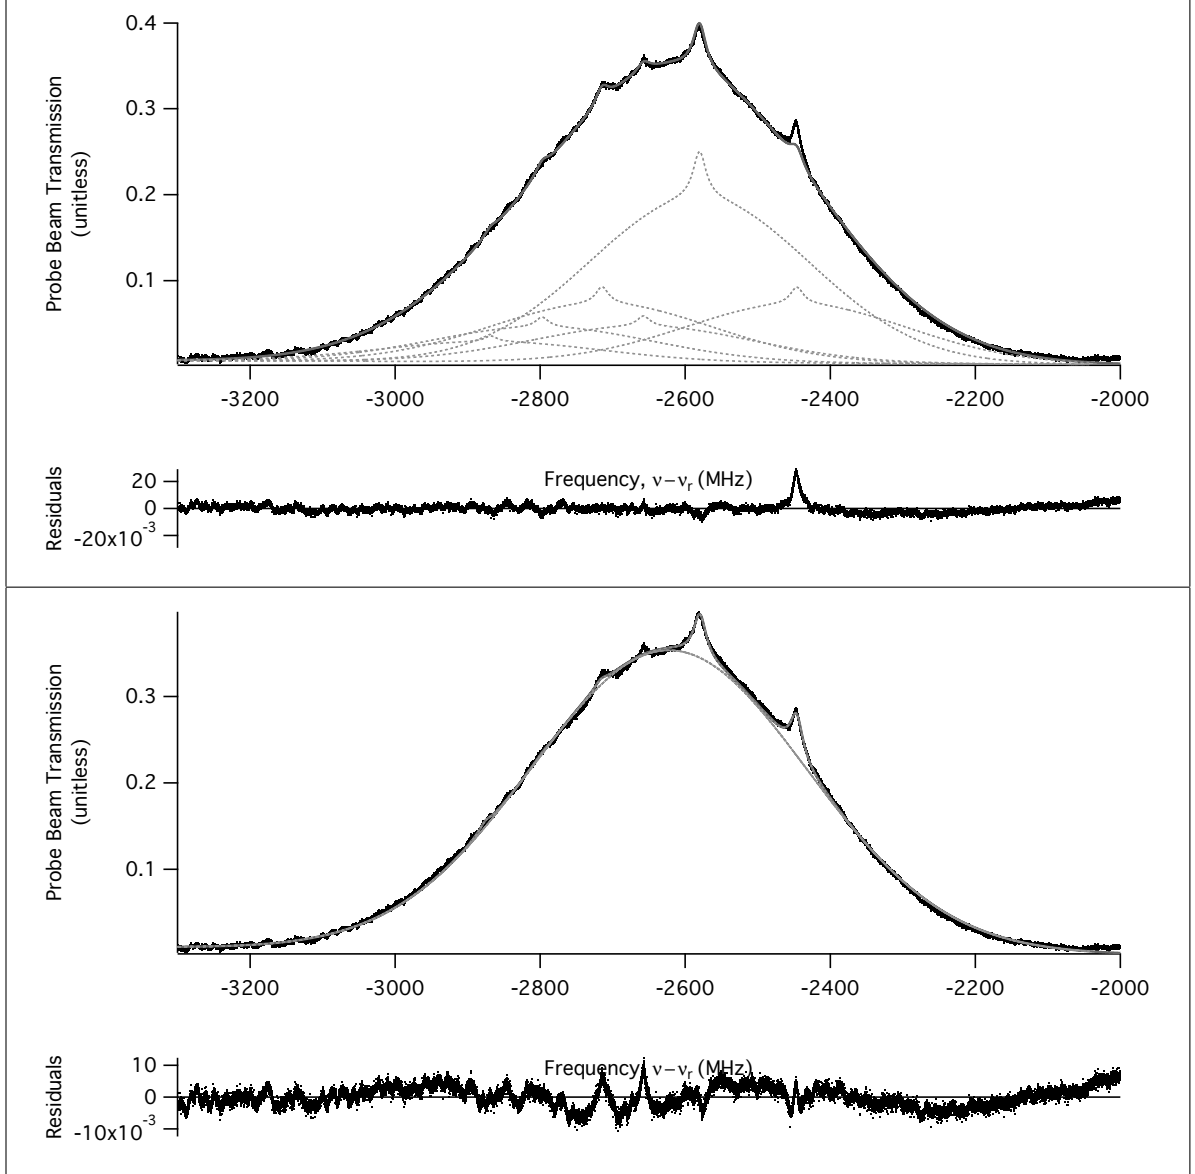 0.4
0.3
0.2
0.1
Probe Beam Transmission
(unitless)
-3200 -3000 -2800 -2600 -2400 -2200 -2000
Frequency, ν−νr (MHz)
20
0
-20x10-3
Residuals
0.3
0.2
0.1
Probe Beam Transmission
(unitless)
-3200 -3000 -2800 -2600 -2400 -2200 -2000
Frequency, ν−νr (MHz)
10
0
-10x10-3
Residuals